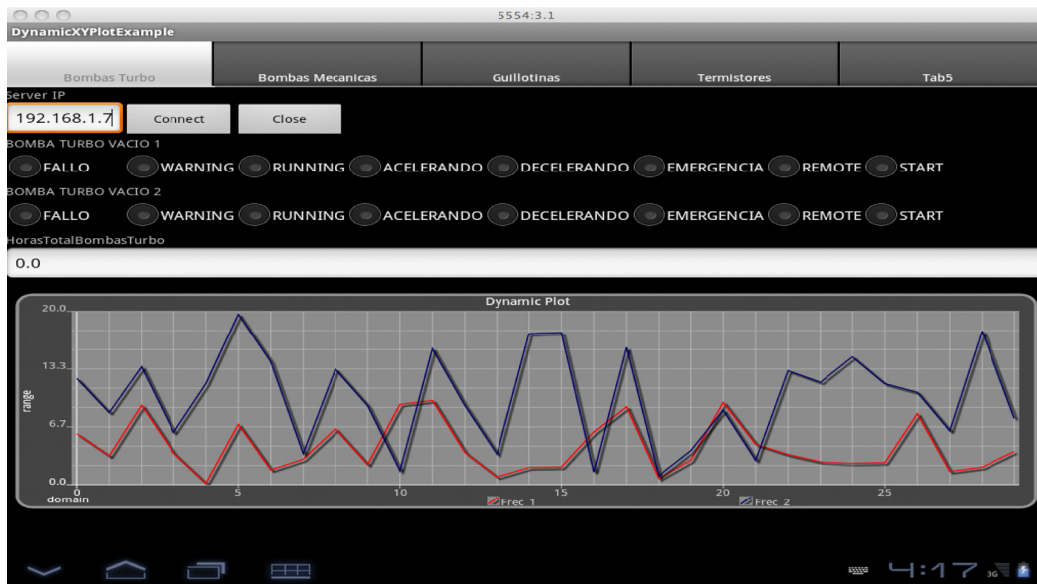 5554:3.1
DynamicXYPlotExample
Bombas Turbo Bombas Mecanicas Guillotinas Termistores Tab5
Server IP
192.168.1.7 Connect Close
BOMBA TURBO VACIO 1
FALLO WARNING RUNNING ACELERANDO DECELERANDO EMERGENCIA REMOTE START
BOMBA TURBO VACIO 2
FALLO WARNING RUNNING ACELERANDO DECELERANDO EMERGENCIA REMOTE START
HorasTotalBombasTurbo
0.0
Dynamic Plot
20.0
13.3
range
6.7
0.0
0 5 10 15 20 25
domain
Frec 1 Frec 2
4:17 3G